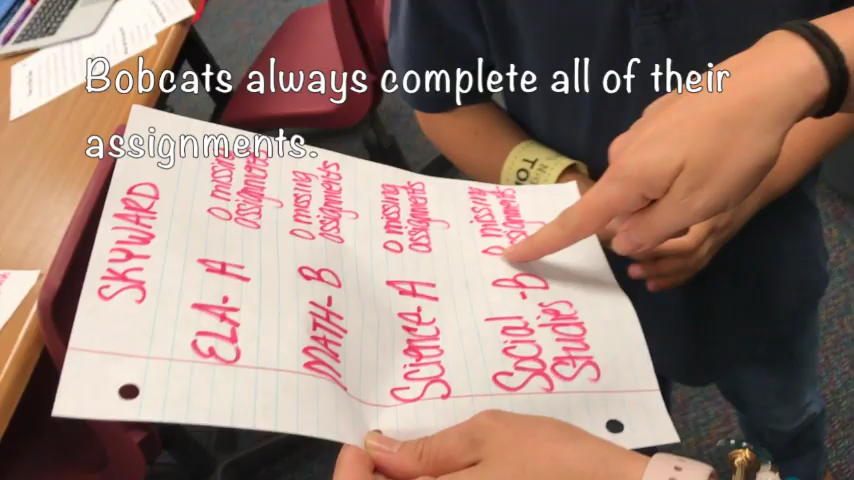 Bobcats always complete all of their
assignments.
SKYWARD
ELA- A 0 missing
assignments
MATH- B 0 missing
assignments
Science- A 0 missing
assignments
Social -B 0 missing
Studies assignments
TO